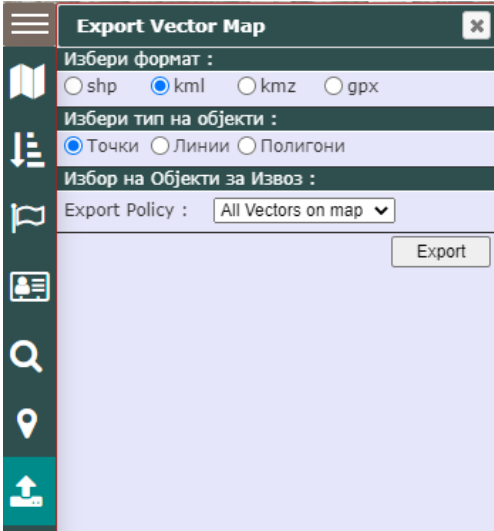 Export Vector Map
Избери формат :
shp kml kmz gpx
Избери тип на објекти :
Точки Линии Полигони
Избор на Објекти за Извоз :
Export Policy : All Vectors on map
Export